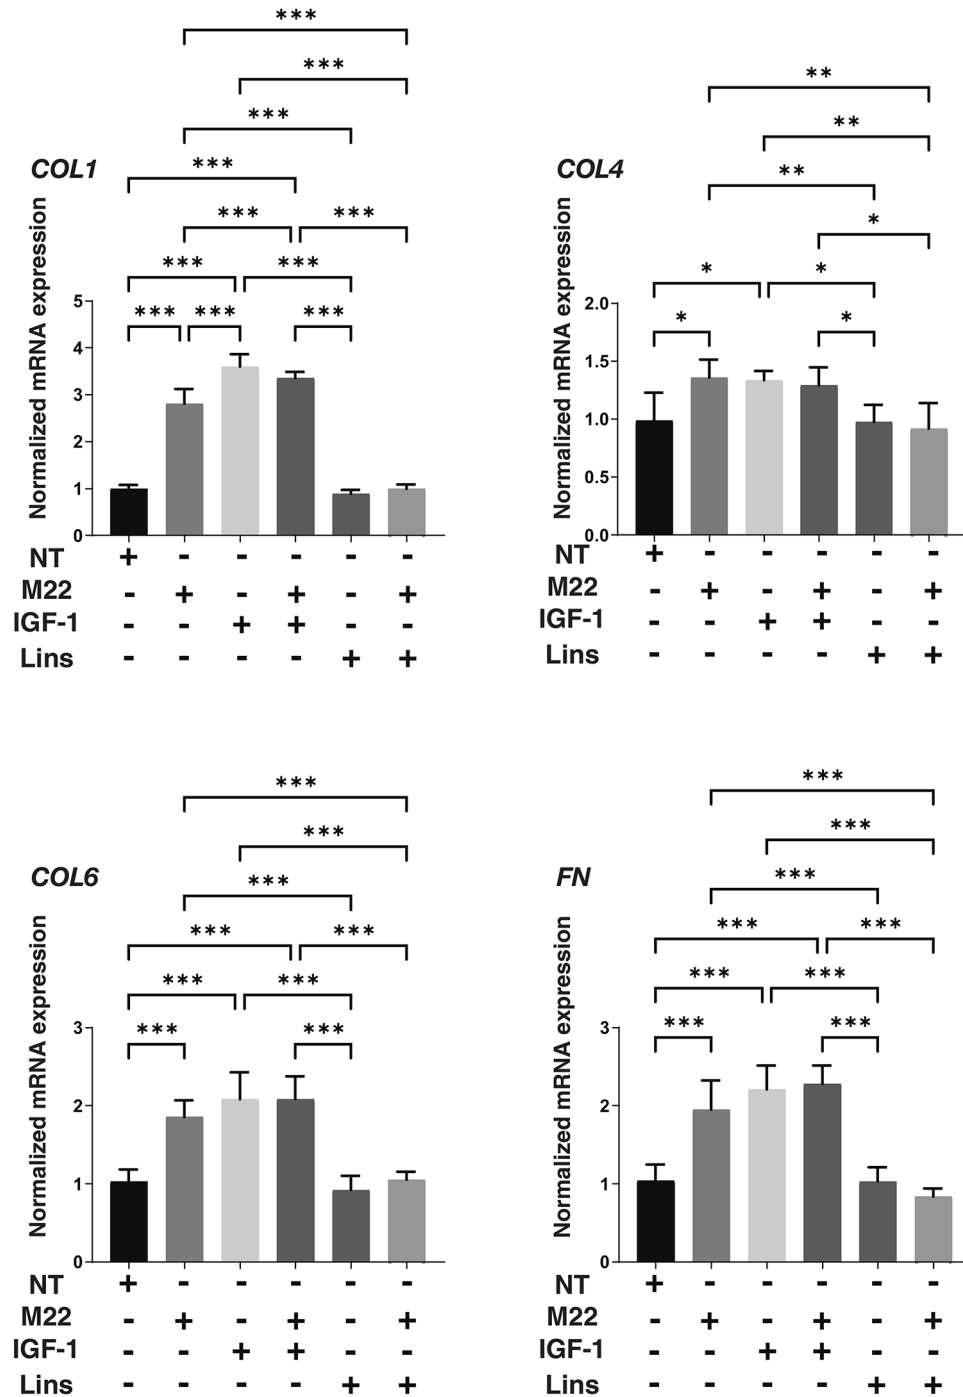 COL1
***
***
***
***
*** ***
*** ***
*** *** ***
Normalized mRNA expression
5
4
3
2
1
0
NT + - - - - -
M22 - + - + - +
IGF-1 - - + + - -
Lins - - - - + +
COL4
**
**
**
*
* *
* *
Normalized mRNA expression
2.0
1.5
1.0
0.5
0.0
NT + - - - - -
M22 - + - + - +
IGF-1 - - + + - -
Lins - - - - + +
COL6
***
***
***
*** ***
*** ***
*** ***
Normalized mRNA expression
3
2
1
0
NT + - - - - -
M22 - + - + - +
IGF-1 - - + + - -
Lins - - - - + +
FN
***
***
***
*** ***
*** ***
*** ***
Normalized mRNA expression
3
2
1
0
NT + - - - - -
M22 - + - + - +
IGF-1 - - + + - -
Lins - - - - + +